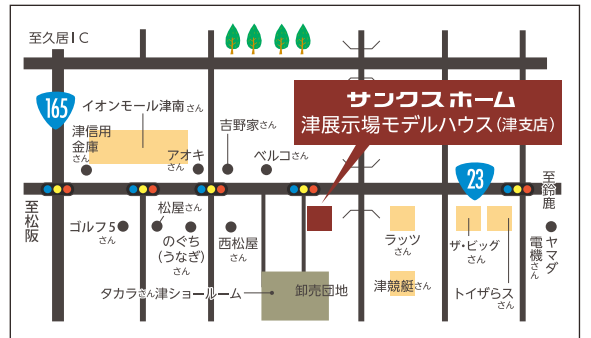 至久居IC
165
イオンモール津南さん
津信用
金庫
さん
アオキ
さん
吉野家さん
ベルコさん
サンクスホーム
津展示場モデルハウス(津支店)
23
至鈴鹿
至松阪
ゴルフ5
さん
松屋さん
のぐち
(うなぎ)
さん
西松屋
さん
ラッツ
さん
ザ・ビッグ
さん
ヤマダ
電機さん
タカラさん津ショールーム
卸売団地
津競艇さん
トイザらス
さん